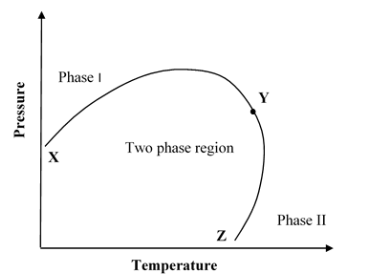 Phase I
Y
Pressure
X
Two phase region
Z
Phase II
Temperature